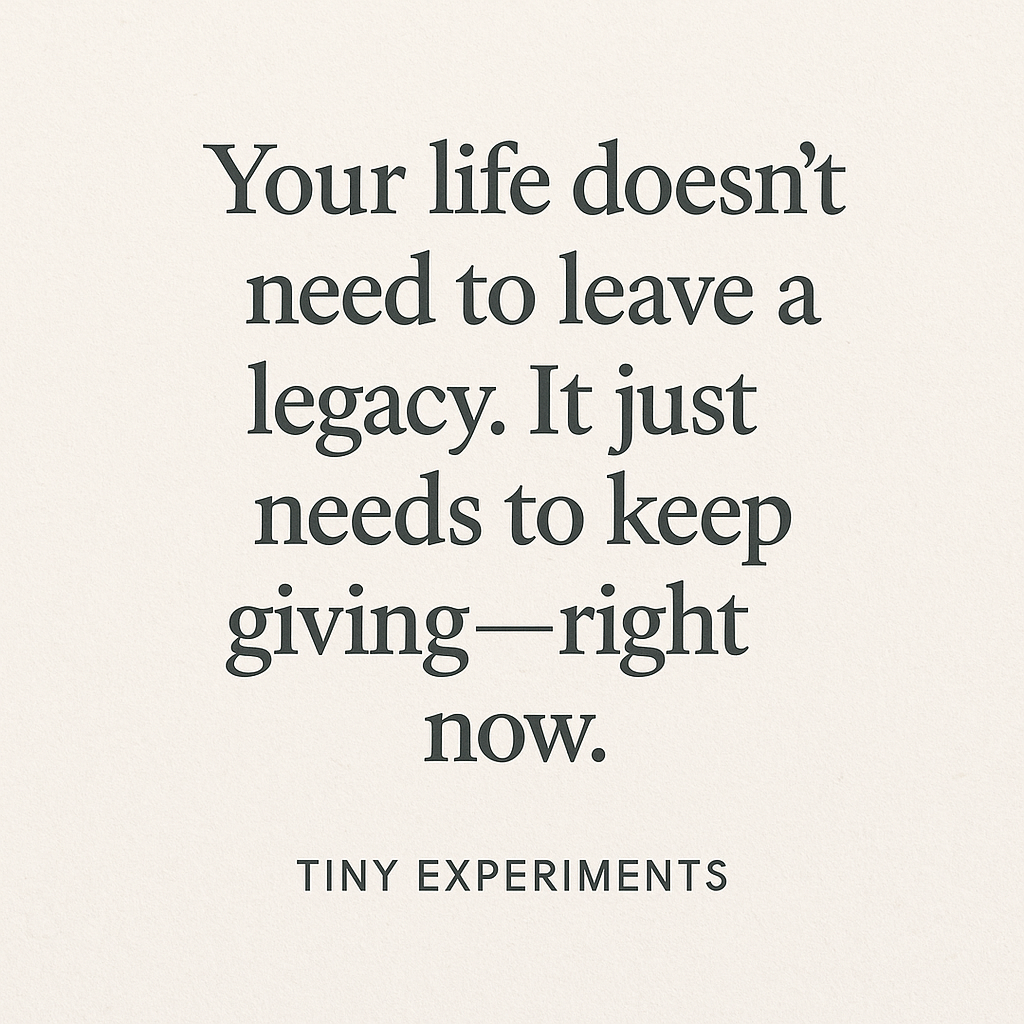 Your life doesn’t
need to leave a
legacy. It just
needs to keep
giving—right
now.
TINY EXPERIMENTS